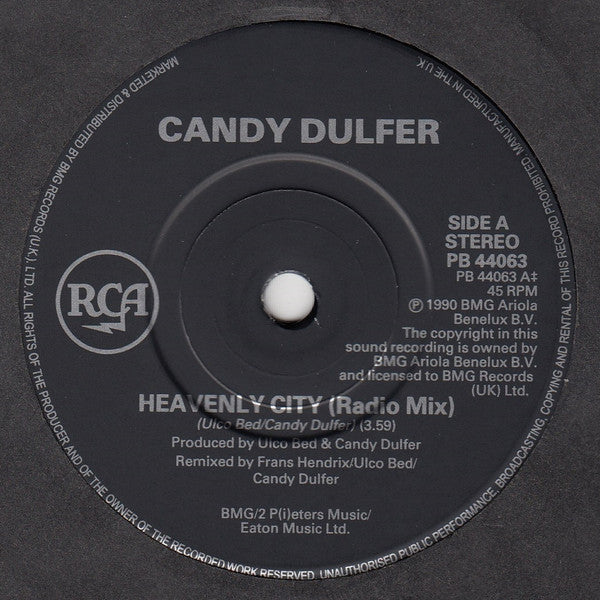 CANDY DULFER
SIDE A
STEREO
PB 44063
PB 44063 A‡
45 RPM
℗ 1990 BMG Ariola
Benelux B.V.
The copyright in this
sound recording is owned by
BMG Ariola Benelux B.V.
and licensed to BMG Records
(UK) Ltd.
RCA
HEAVENLY CITY (Radio Mix)
(Ulco Bed/Candy Dulfer) (3.59)
Produced by Ulco Bed & Candy Dulfer
Remixed by Frans Hendrix/Ulco Bed/
Candy Dulfer
BMG/2 P(i)eters Music/
Eaton Music Ltd.
MARKETED & DISTRIBUTED BY BMG RECORDS (U.K.) LTD. ALL RIGHTS OF THE PRODUCER AND OF THE OWNER OF THE RECORDED WORK RESERVED. UNAUTHORISED PUBLIC PERFORMANCE, BROADCASTING, COPYING AND RENTAL OF THIS RECORD PROHIBITED. MANUFACTURED IN THE U.K.